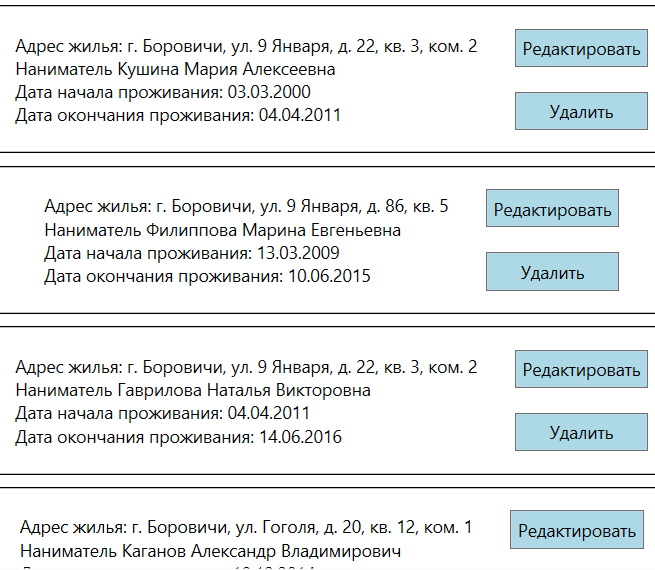 Адрес жилья: г. Боровичи, ул. 9 Января, д. 22, кв. 3, ком. 2
Наниматель Кушина Мария Алексеевна
Дата начала проживания: 03.03.2000
Дата окончания проживания: 04.04.2011
Редактировать
Удалить
Адрес жилья: г. Боровичи, ул. 9 Января, д. 86, кв. 5
Наниматель Филиппова Марина Евгеньевна
Дата начала проживания: 13.03.2009
Дата окончания проживания: 10.06.2015
Редактировать
Удалить
Адрес жилья: г. Боровичи, ул. 9 Января, д. 22, кв. 3, ком. 2
Наниматель Гаврилова Наталья Викторовна
Дата начала проживания: 04.04.2011
Дата окончания проживания: 14.06.2016
Редактировать
Удалить
Адрес жилья: г. Боровичи, ул. Гоголя, д. 20, кв. 12, ком. 1
Наниматель Каганов Александр Владимирович
Редактировать